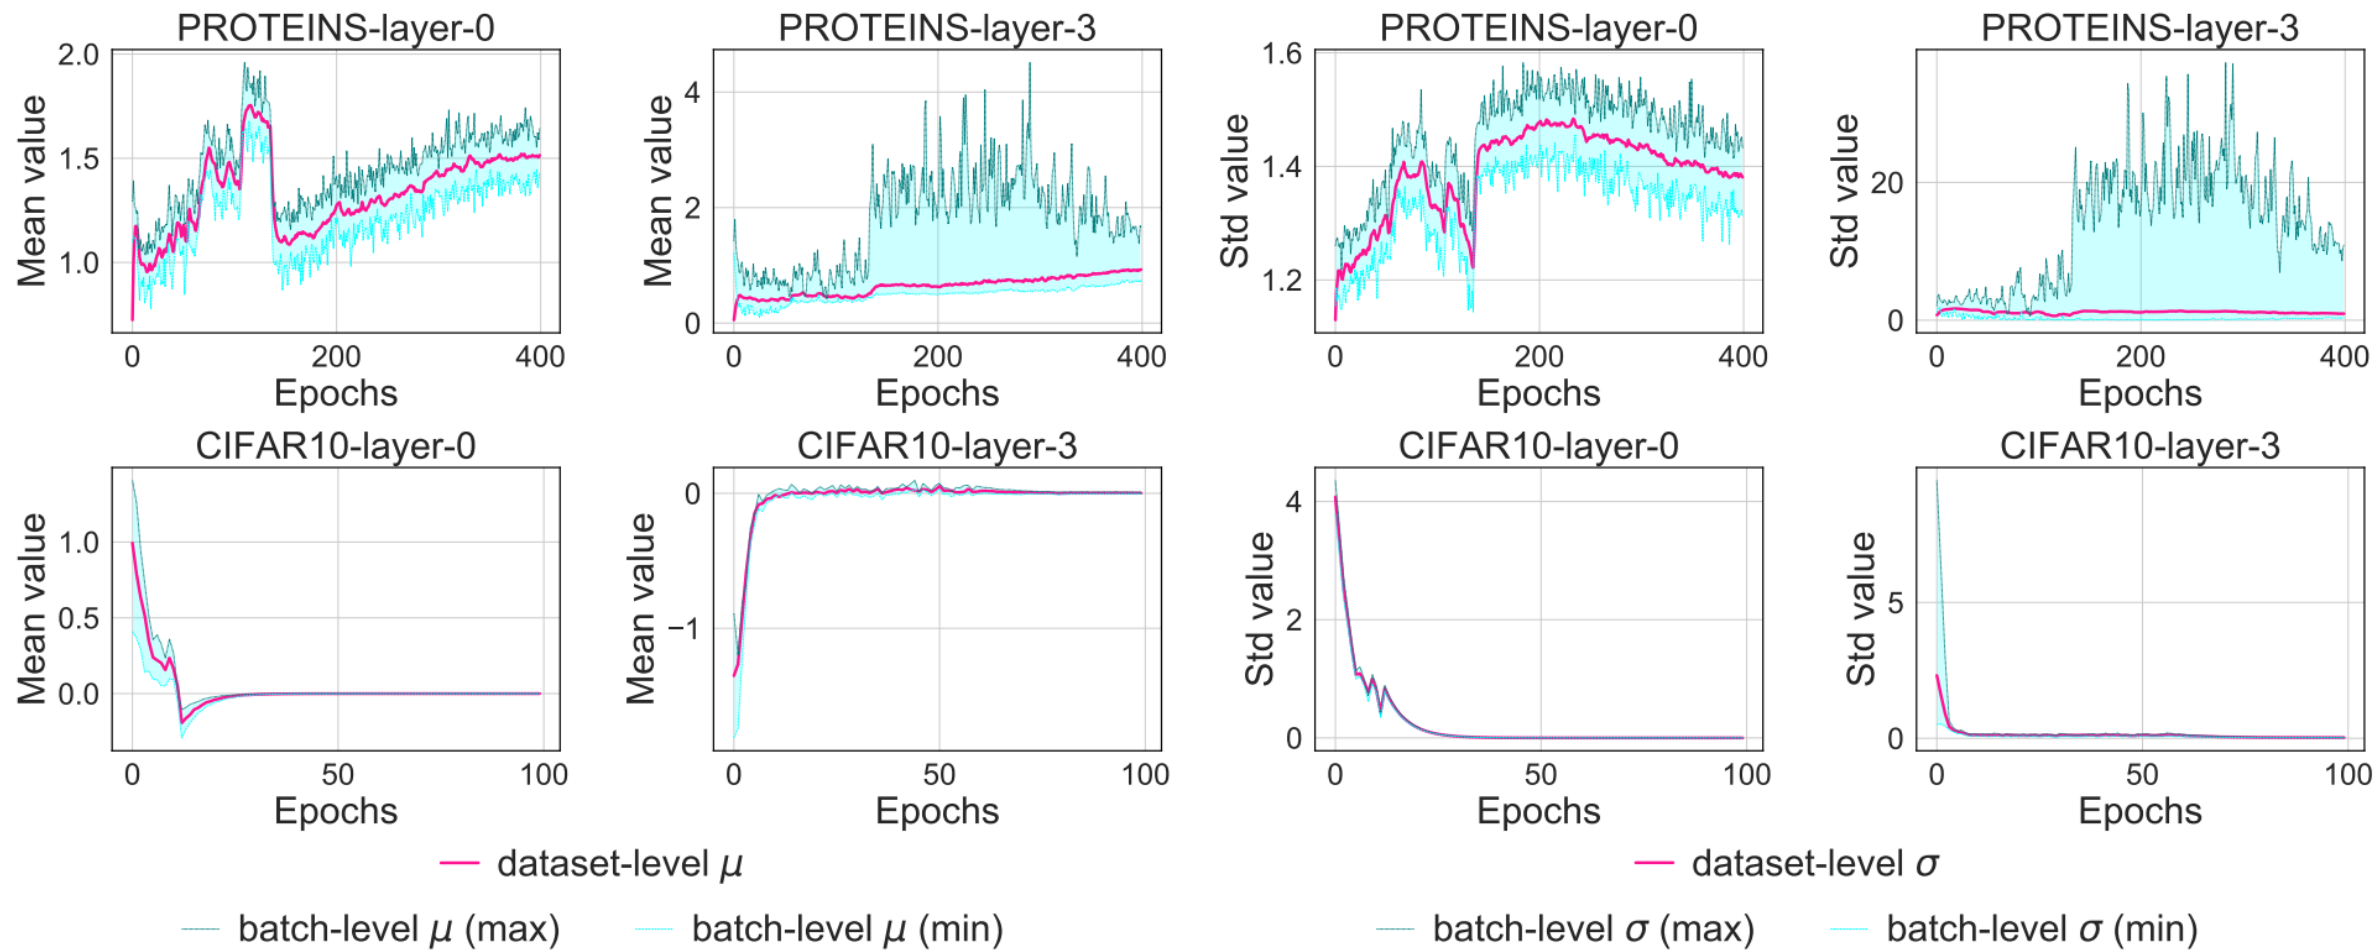 PROTEINS-layer-0
PROTEINS-layer-3
PROTEINS-layer-0
PROTEINS-layer-3
Mean value
2.0
1.5
1.0
0 200 400
Epochs
Mean value
4
2
0
0 200 400
Epochs
Std value
1.6
1.4
1.2
0 200 400
Epochs
Std value
20
0
0 200 400
Epochs
CIFAR10-layer-0
CIFAR10-layer-3
CIFAR10-layer-0
CIFAR10-layer-3
Mean value
1.0
0.5
0.0
0 50 100
Epochs
Mean value
0
−1
0 50 100
Epochs
Std value
4
2
0
0 50 100
Epochs
Std value
5
0
0 50 100
Epochs
dataset-level μ
batch-level μ (max) batch-level μ (min)
dataset-level σ
batch-level σ (max) batch-level σ (min)